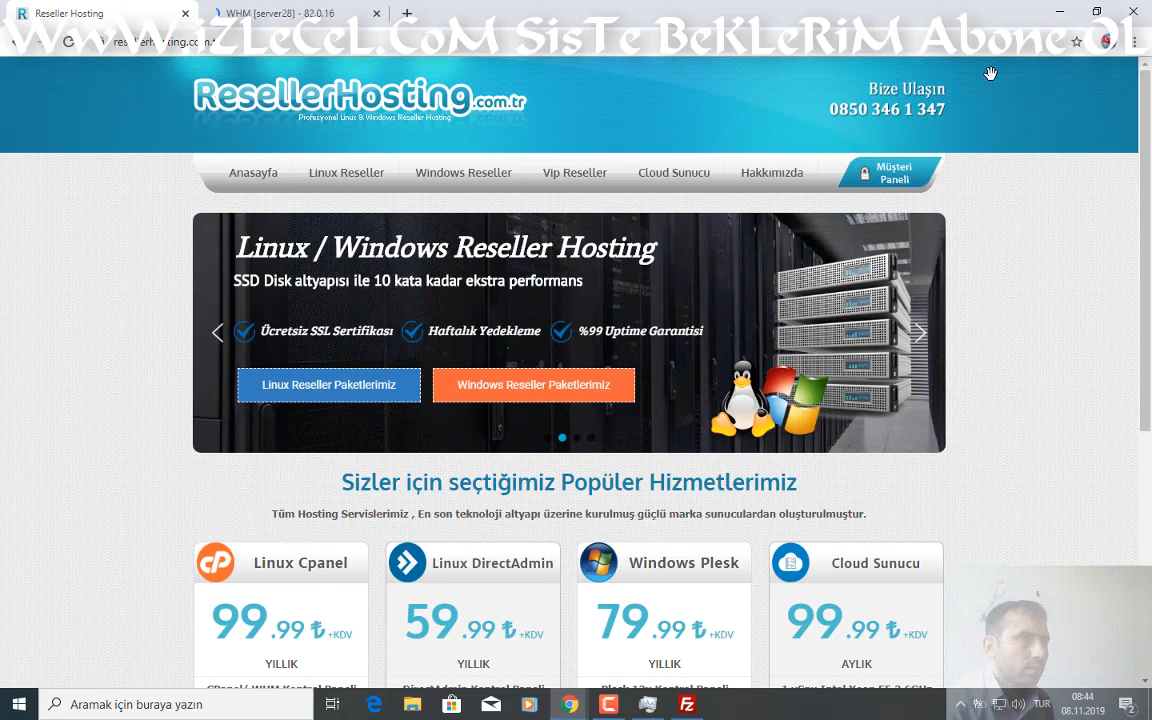 Reseller Hosting
WHM [server28] - 82.0.16
WwW iZLeCeL CoM SisTe BeKLeRiM Abone OL
ResellerHosting.com.tr
Profesyonel Linux & Windows Reseller Hosting
Bize Ulaşın
0850 346 1 347
Anasayfa
Linux Reseller
Windows Reseller
Vip Reseller
Cloud Sunucu
Hakkımızda
Müşteri
Paneli
Linux / Windows Reseller Hosting
SSD Disk altyapısı ile 10 kata kadar ekstra performans
Ücretsiz SSL Sertifikası
Haftalık Yedekleme
%99 Uptime Garantisi
Linux Reseller Paketlerimiz
Windows Reseller Paketlerimiz
Sizler için seçtiğimiz Popüler Hizmetlerimiz
Tüm Hosting Servislerimiz , En son teknoloji altyapı üzerine kurulmuş güçlü marka sunuculardan oluşturulmuştur.
Linux Cpanel
99.99 ₺ +KDV
YILLIK
Linux DirectAdmin
59.99 ₺ +KDV
YILLIK
Windows Plesk
79.99 ₺ +KDV
YILLIK
Cloud Sunucu
99.99 ₺ +KDV
AYLIK
Aramak için buraya yazın
TUR
08:44
08.11.2019
2